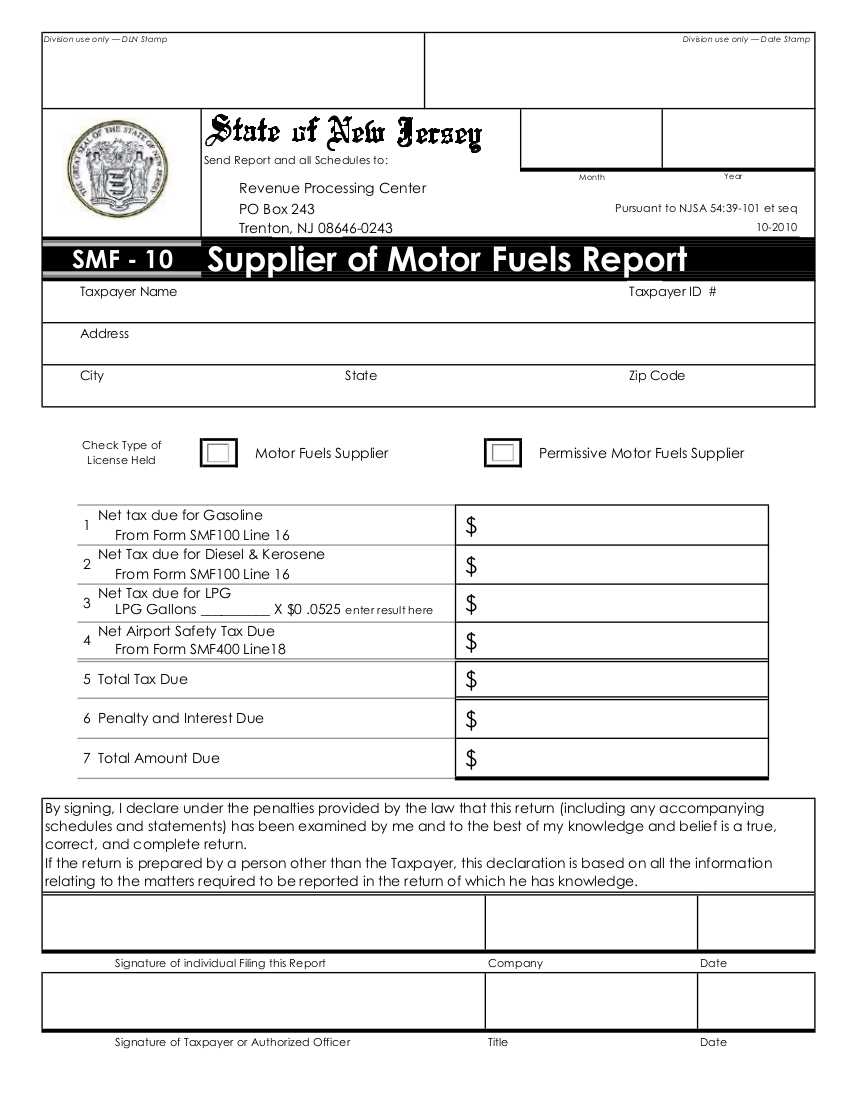 Division use only — DLN Stamp
Division use only — Date Stamp
THE GREAT SEAL OF THE STATE OF NEW JERSEY
State of New Jersey
Send Report and all Schedules to:
Month
Year
Revenue Processing Center
PO Box 243
Trenton, NJ 08646-0243
Pursuant to NJSA 54:39-101 et seq
10-2010
SMF - 10
Supplier of Motor Fuels Report
Taxpayer Name
Taxpayer ID #
Address
City
State
Zip Code
Check Type of
License Held
Motor Fuels Supplier
Permissive Motor Fuels Supplier
1 Net tax due for Gasoline
From Form SMF100 Line 16
$
2 Net Tax due for Diesel & Kerosene
From Form SMF100 Line 16
$
3 Net Tax due for LPG
LPG Gallons __________ X $0 .0525 enter result here
$
4 Net Airport Safety Tax Due
From Form SMF400 Line18
$
5 Total Tax Due
$
6 Penalty and Interest Due
$
7 Total Amount Due
$
By signing, I declare under the penalties provided by the law that this return (including any accompanying
schedules and statements) has been examined by me and to the best of my knowledge and belief is a true,
correct, and complete return.
If the return is prepared by a person other than the Taxpayer, this declaration is based on all the information
relating to the matters required to be reported in the return of which he has knowledge.
Signature of individual Filing this Report
Company
Date
Signature of Taxpayer or Authorized Officer
Title
Date